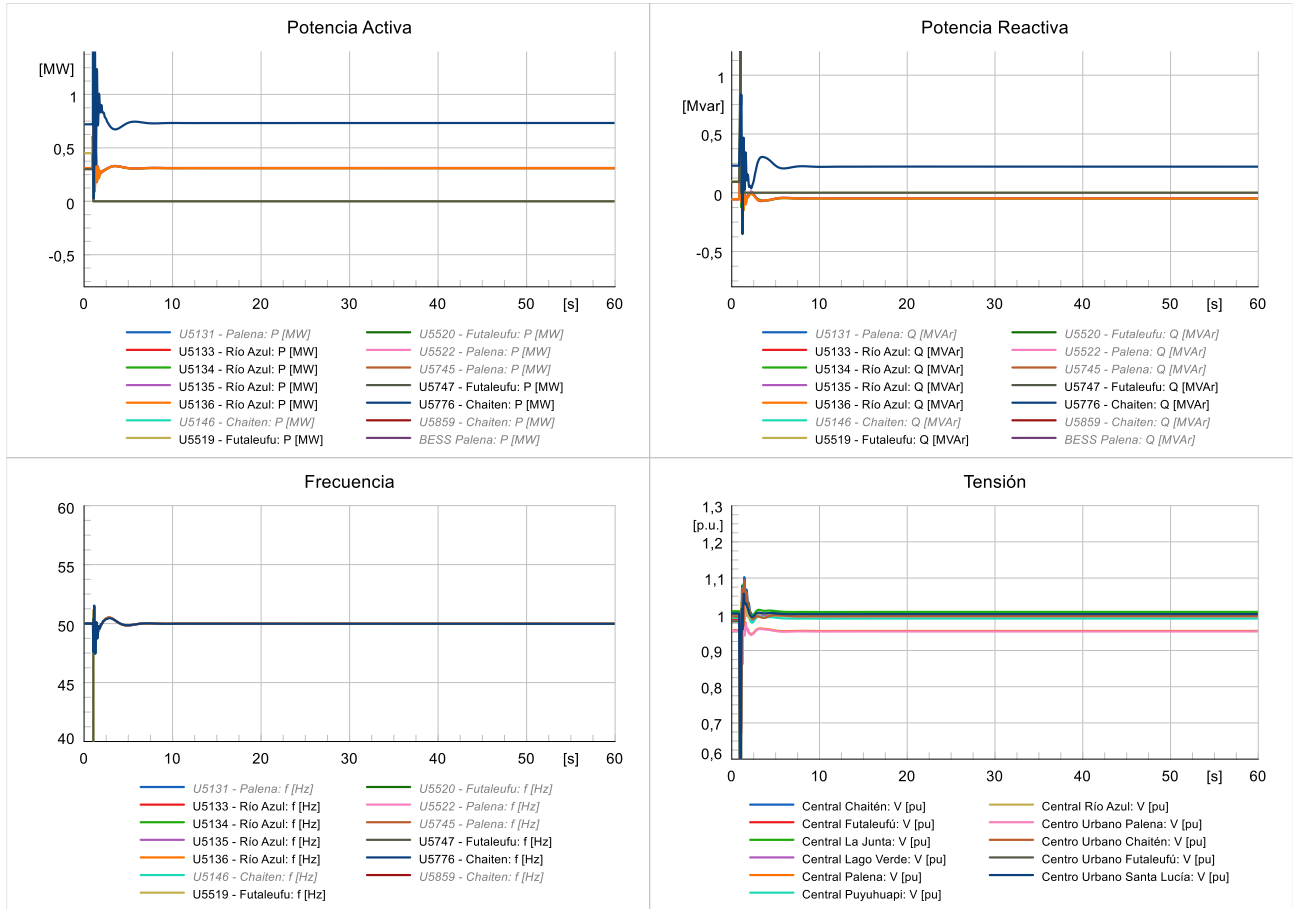 Potencia Activa
[MW]
1
0,5
0
-0,5
0 10 20 30 40 [s] 60
U5131 - Palena: P [MW] U5520 - Futaleufu: P [MW]
U5133 - Río Azul: P [MW] U5522 - Palena: P [MW]
U5134 - Río Azul: P [MW] U5745 - Palena: P [MW]
U5135 - Río Azul: P [MW] U5747 - Futaleufu: P [MW]
U5136 - Río Azul: P [MW] U5776 - Chaiten: P [MW]
U5146 - Chaiten: P [MW] U5859 - Chaiten: P [MW]
U5519 - Futaleufu: P [MW] BESS Palena: P [MW]
Potencia Reactiva
1
[Mvar]
0,5
0
-0,5
0 10 20 30 40 [s] 60
U5131 - Palena: Q [MVAr] U5520 - Futaleufu: Q [MVAr]
U5133 - Río Azul: Q [MVAr] U5522 - Palena: Q [MVAr]
U5134 - Río Azul: Q [MVAr] U5745 - Palena: Q [MVAr]
U5135 - Río Azul: Q [MVAr] U5747 - Futaleufu: Q [MVAr]
U5136 - Río Azul: Q [MVAr] U5776 - Chaiten: Q [MVAr]
U5146 - Chaiten: Q [MVAr] U5859 - Chaiten: Q [MVAr]
U5519 - Futaleufu: Q [MVAr] BESS Palena: Q [MVAr]
Frecuencia
60
55
50
45
40
0 10 20 30 40 [s] 60
U5131 - Palena: f [Hz] U5520 - Futaleufu: f [Hz]
U5133 - Río Azul: f [Hz] U5522 - Palena: f [Hz]
U5134 - Río Azul: f [Hz] U5745 - Palena: f [Hz]
U5135 - Río Azul: f [Hz] U5747 - Futaleufu: f [Hz]
U5136 - Río Azul: f [Hz] U5776 - Chaiten: f [Hz]
U5146 - Chaiten: f [Hz] U5859 - Chaiten: f [Hz]
U5519 - Futaleufu: f [Hz]
Tensión
1,3
[p.u.]
1,2
1,1
1
0,9
0,8
0,7
0,6
0 10 20 30 40 [s] 60
Central Chaitén: V [pu] Central Río Azul: V [pu]
Central Futaleufú: V [pu] Centro Urbano Palena: V [pu]
Central La Junta: V [pu] Centro Urbano Chaitén: V [pu]
Central Lago Verde: V [pu] Centro Urbano Futaleufú: V [pu]
Central Palena: V [pu] Centro Urbano Santa Lucía: V [pu]
Central Puyuhuapi: V [pu]